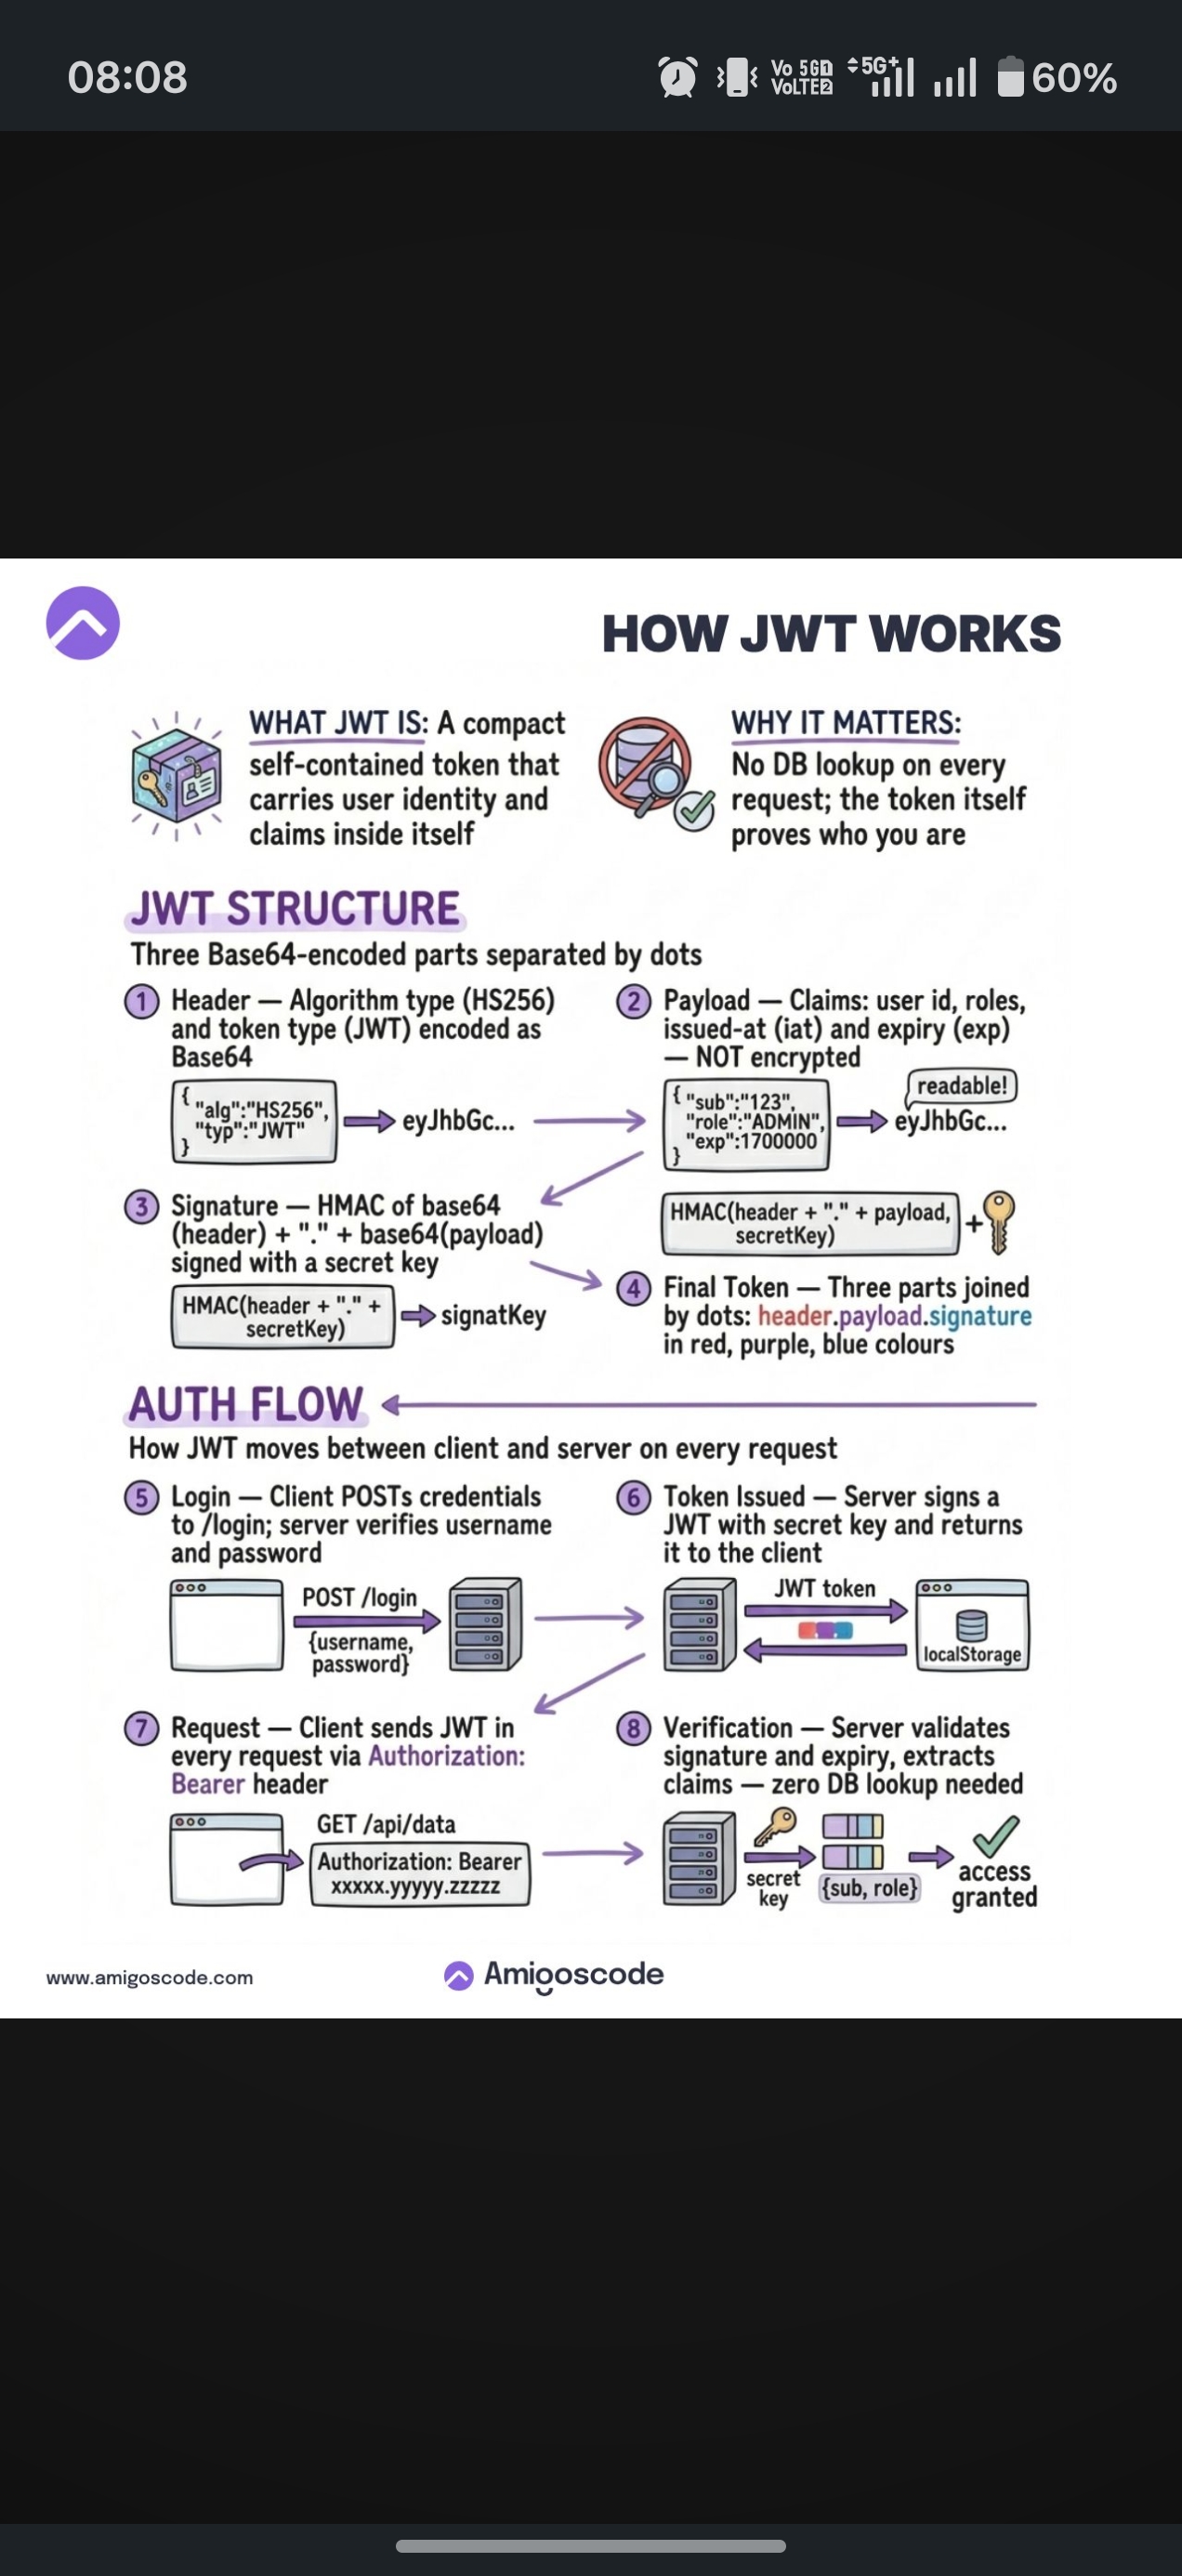 08:08
Vo 5G1
VoLTE2
5G+
60%
HOW JWT WORKS
WHAT JWT IS: A compact
self-contained token that
carries user identity and
claims inside itself
WHY IT MATTERS:
No DB lookup on every
request; the token itself
proves who you are
JWT STRUCTURE
Three Base64-encoded parts separated by dots
1 Header — Algorithm type (HS256)
and token type (JWT) encoded as
Base64
{
"alg":"HS256",
"typ":"JWT"
}
eyJhbGc...
2 Payload — Claims: user id, roles,
issued-at (iat) and expiry (exp)
— NOT encrypted
{
"sub":"123",
"role":"ADMIN",
"exp":1700000
}
readable!
eyJhbGc...
3 Signature — HMAC of base64
(header) + "." + base64(payload)
signed with a secret key
HMAC(header + "." +
secretKey)
signatKey
HMAC(header + "." + payload,
secretKey)
+
4 Final Token — Three parts joined
by dots: header.payload.signature
in red, purple, blue colours
AUTH FLOW
How JWT moves between client and server on every request
5 Login — Client POSTs credentials
to /login; server verifies username
and password
POST /login
{username,
password}
6 Token Issued — Server signs a
JWT with secret key and returns
it to the client
JWT token
localStorage
7 Request — Client sends JWT in
every request via Authorization:
Bearer header
GET /api/data
Authorization: Bearer
xxxxx.yyyyy.zzzzz
8 Verification — Server validates
signature and expiry, extracts
claims — zero DB lookup needed
secret
key
{sub, role}
access
granted
www.amigoscode.com
Amigoscode